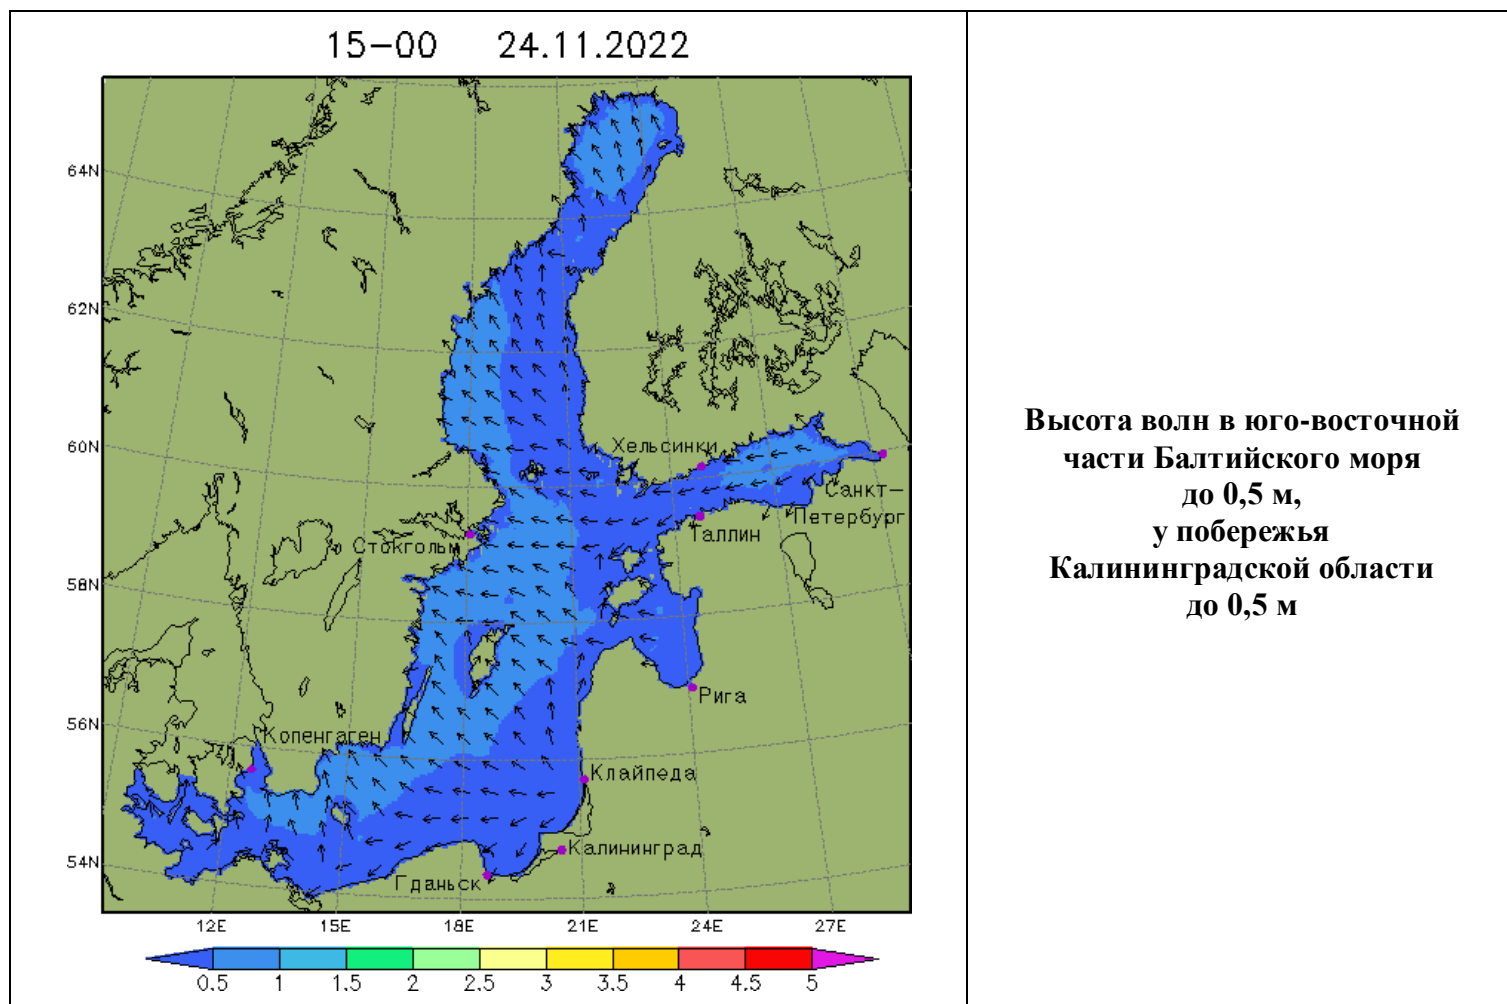 15-00 24.11.2022
64N
62N
60N
58N
56N
54N
Хельсинки
Санкт-
Петербург
Таллин
Стокгольм
Рига
Копенгаген
Клайпеда
Калининград
Гданьск
12E 15E 18E 21E 24E 27E
0,5 1 1,5 2 2,5 3 3,5 4 4,5 5
Высота волн в юго-восточной
части Балтийского моря
до 0,5 м,
у побережья
Калининградской области
до 0,5 м